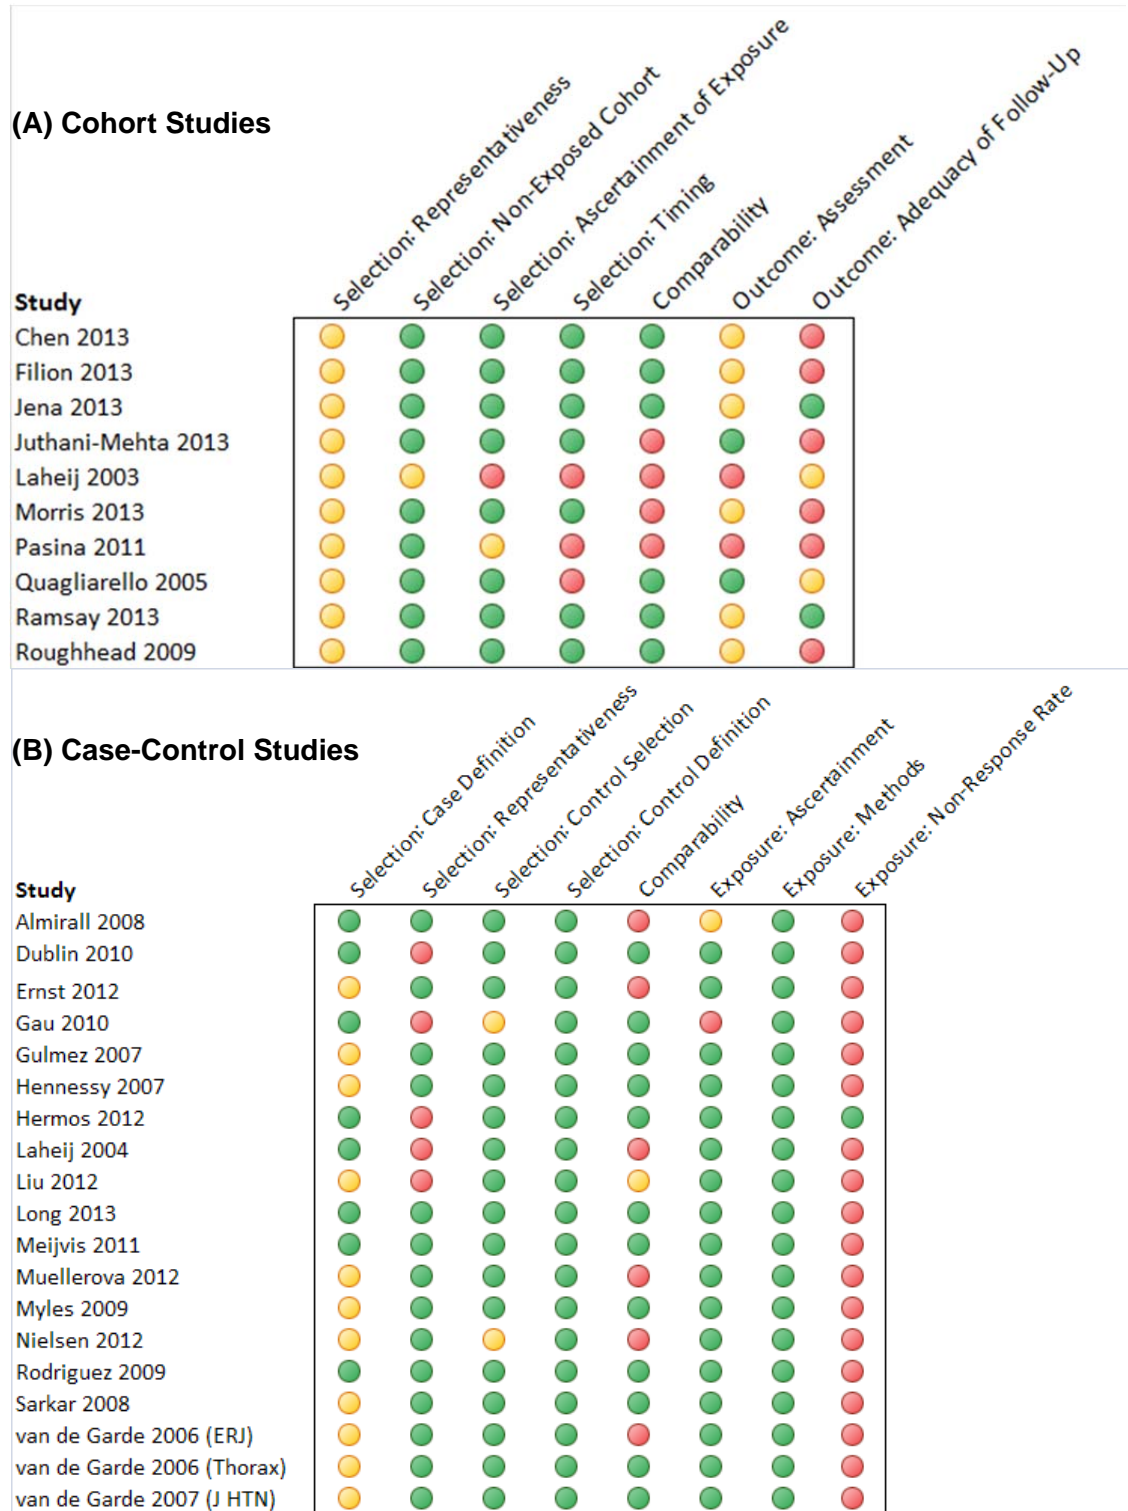 (A) Cohort Studies
Selection: Representativeness
Selection: Non-Exposed Cohort
Selection: Ascertainment of Exposure
Selection: Timing
Comparability
Outcome: Assessment
Outcome: Adequacy of Follow-Up
Study
Chen 2013
Filion 2013
Jena 2013
Juthani-Mehta 2013
Laheij 2003
Morris 2013
Pasina 2011
Quagliarello 2005
Ramsay 2013
Roughhead 2009
(B) Case-Control Studies
Selection: Case Definition
Selection: Representativeness
Selection: Control Selection
Selection: Control Definition
Comparability
Exposure: Ascertainment
Exposure: Methods
Exposure: Non-Response Rate
Study
Almirall 2008
Dublin 2010
Ernst 2012
Gau 2010
Gulmez 2007
Hennessy 2007
Hermos 2012
Laheij 2004
Liu 2012
Long 2013
Meijvis 2011
Muellerova 2012
Myles 2009
Nielsen 2012
Rodriguez 2009
Sarkar 2008
van de Garde 2006 (ERJ)
van de Garde 2006 (Thorax)
van de Garde 2007 (J HTN)